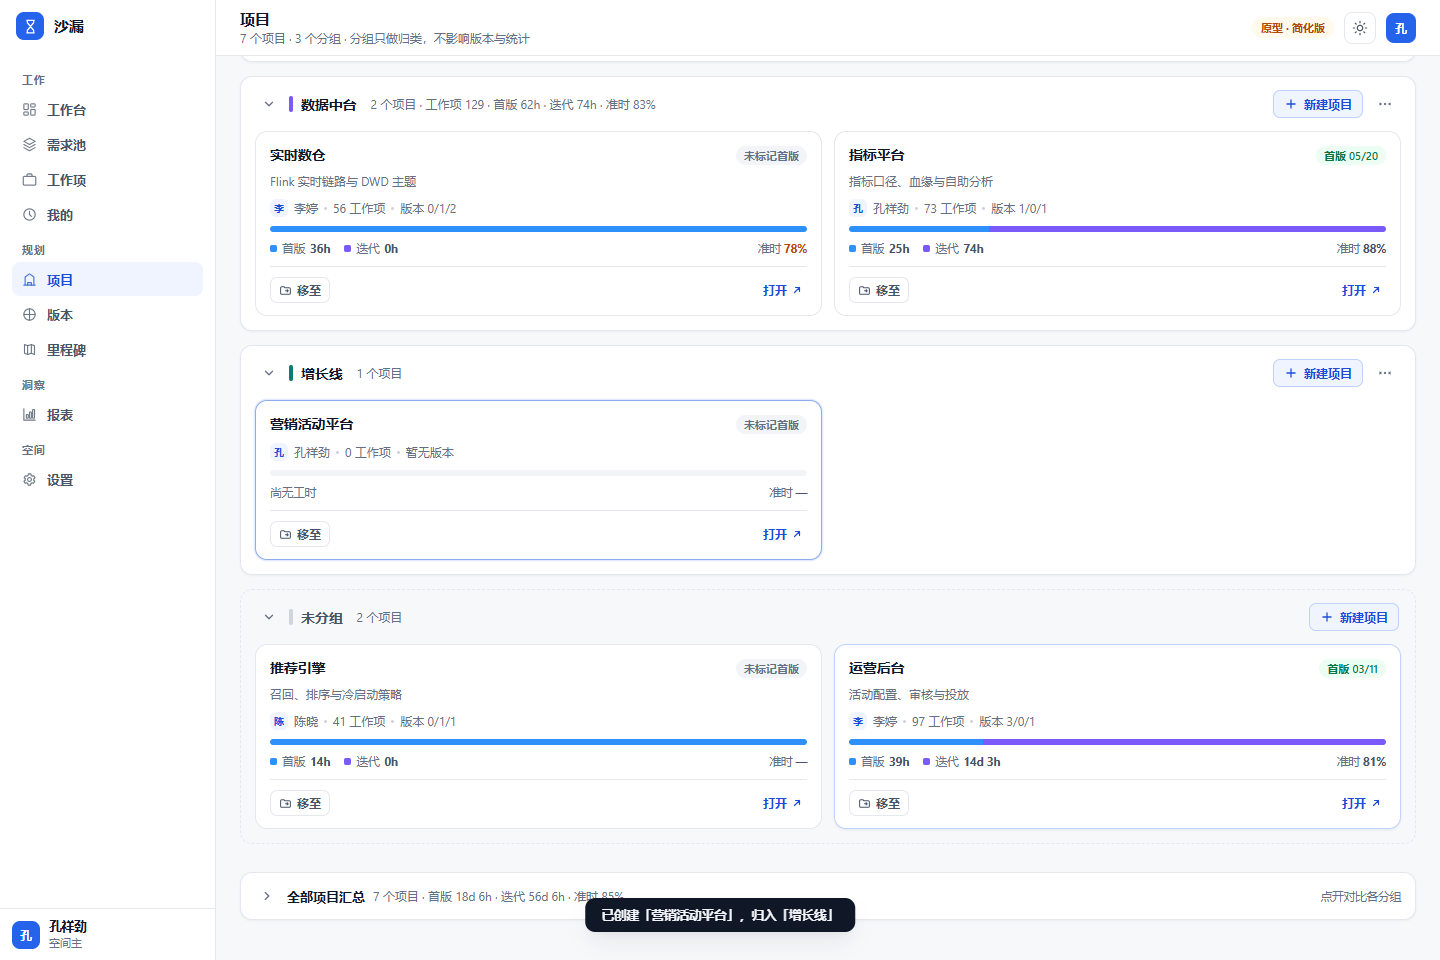 沙漏
工作
工作台
需求池
工作项
我的
规划
项目
版本
里程碑
洞察
报表
空间
设置
孔
孔祥劲
空间主
项目
7 个项目 · 3 个分组 · 分组只做归类，不影响版本与统计
原型 · 简化版
孔
数据中台 2 个项目 · 工作项 129 · 首版 62h · 迭代 74h · 准时 83%
新建项目
实时数仓
未标记首版
Flink 实时链路与 DWD 主题
李 李婷 • 56 工作项 • 版本 0/1/2
首版 36h 迭代 0h 准时 78%
移至 打开
指标平台
首版 05/20
指标口径、血缘与自助分析
孔 孔祥劲 • 73 工作项 • 版本 1/0/1
首版 25h 迭代 74h 准时 88%
移至 打开
增长线 1 个项目
新建项目
营销活动平台
未标记首版
孔 孔祥劲 • 0 工作项 • 暂无版本
尚无工时 准时 —
移至 打开
未分组 2 个项目
新建项目
推荐引擎
未标记首版
召回、排序与冷启动策略
陈 陈晓 • 41 工作项 • 版本 0/1/1
首版 14h 迭代 0h 准时 —
移至 打开
运营后台
首版 03/11
活动配置、审核与投放
李 李婷 • 97 工作项 • 版本 3/0/1
首版 39h 迭代 14d 3h 准时 81%
移至 打开
全部项目汇总 7 个项目 · 首版 18d 6h · 迭代 56d 6h · 准时 85%
点开对比各分组
已创建「营销活动平台」，归入「增长线」